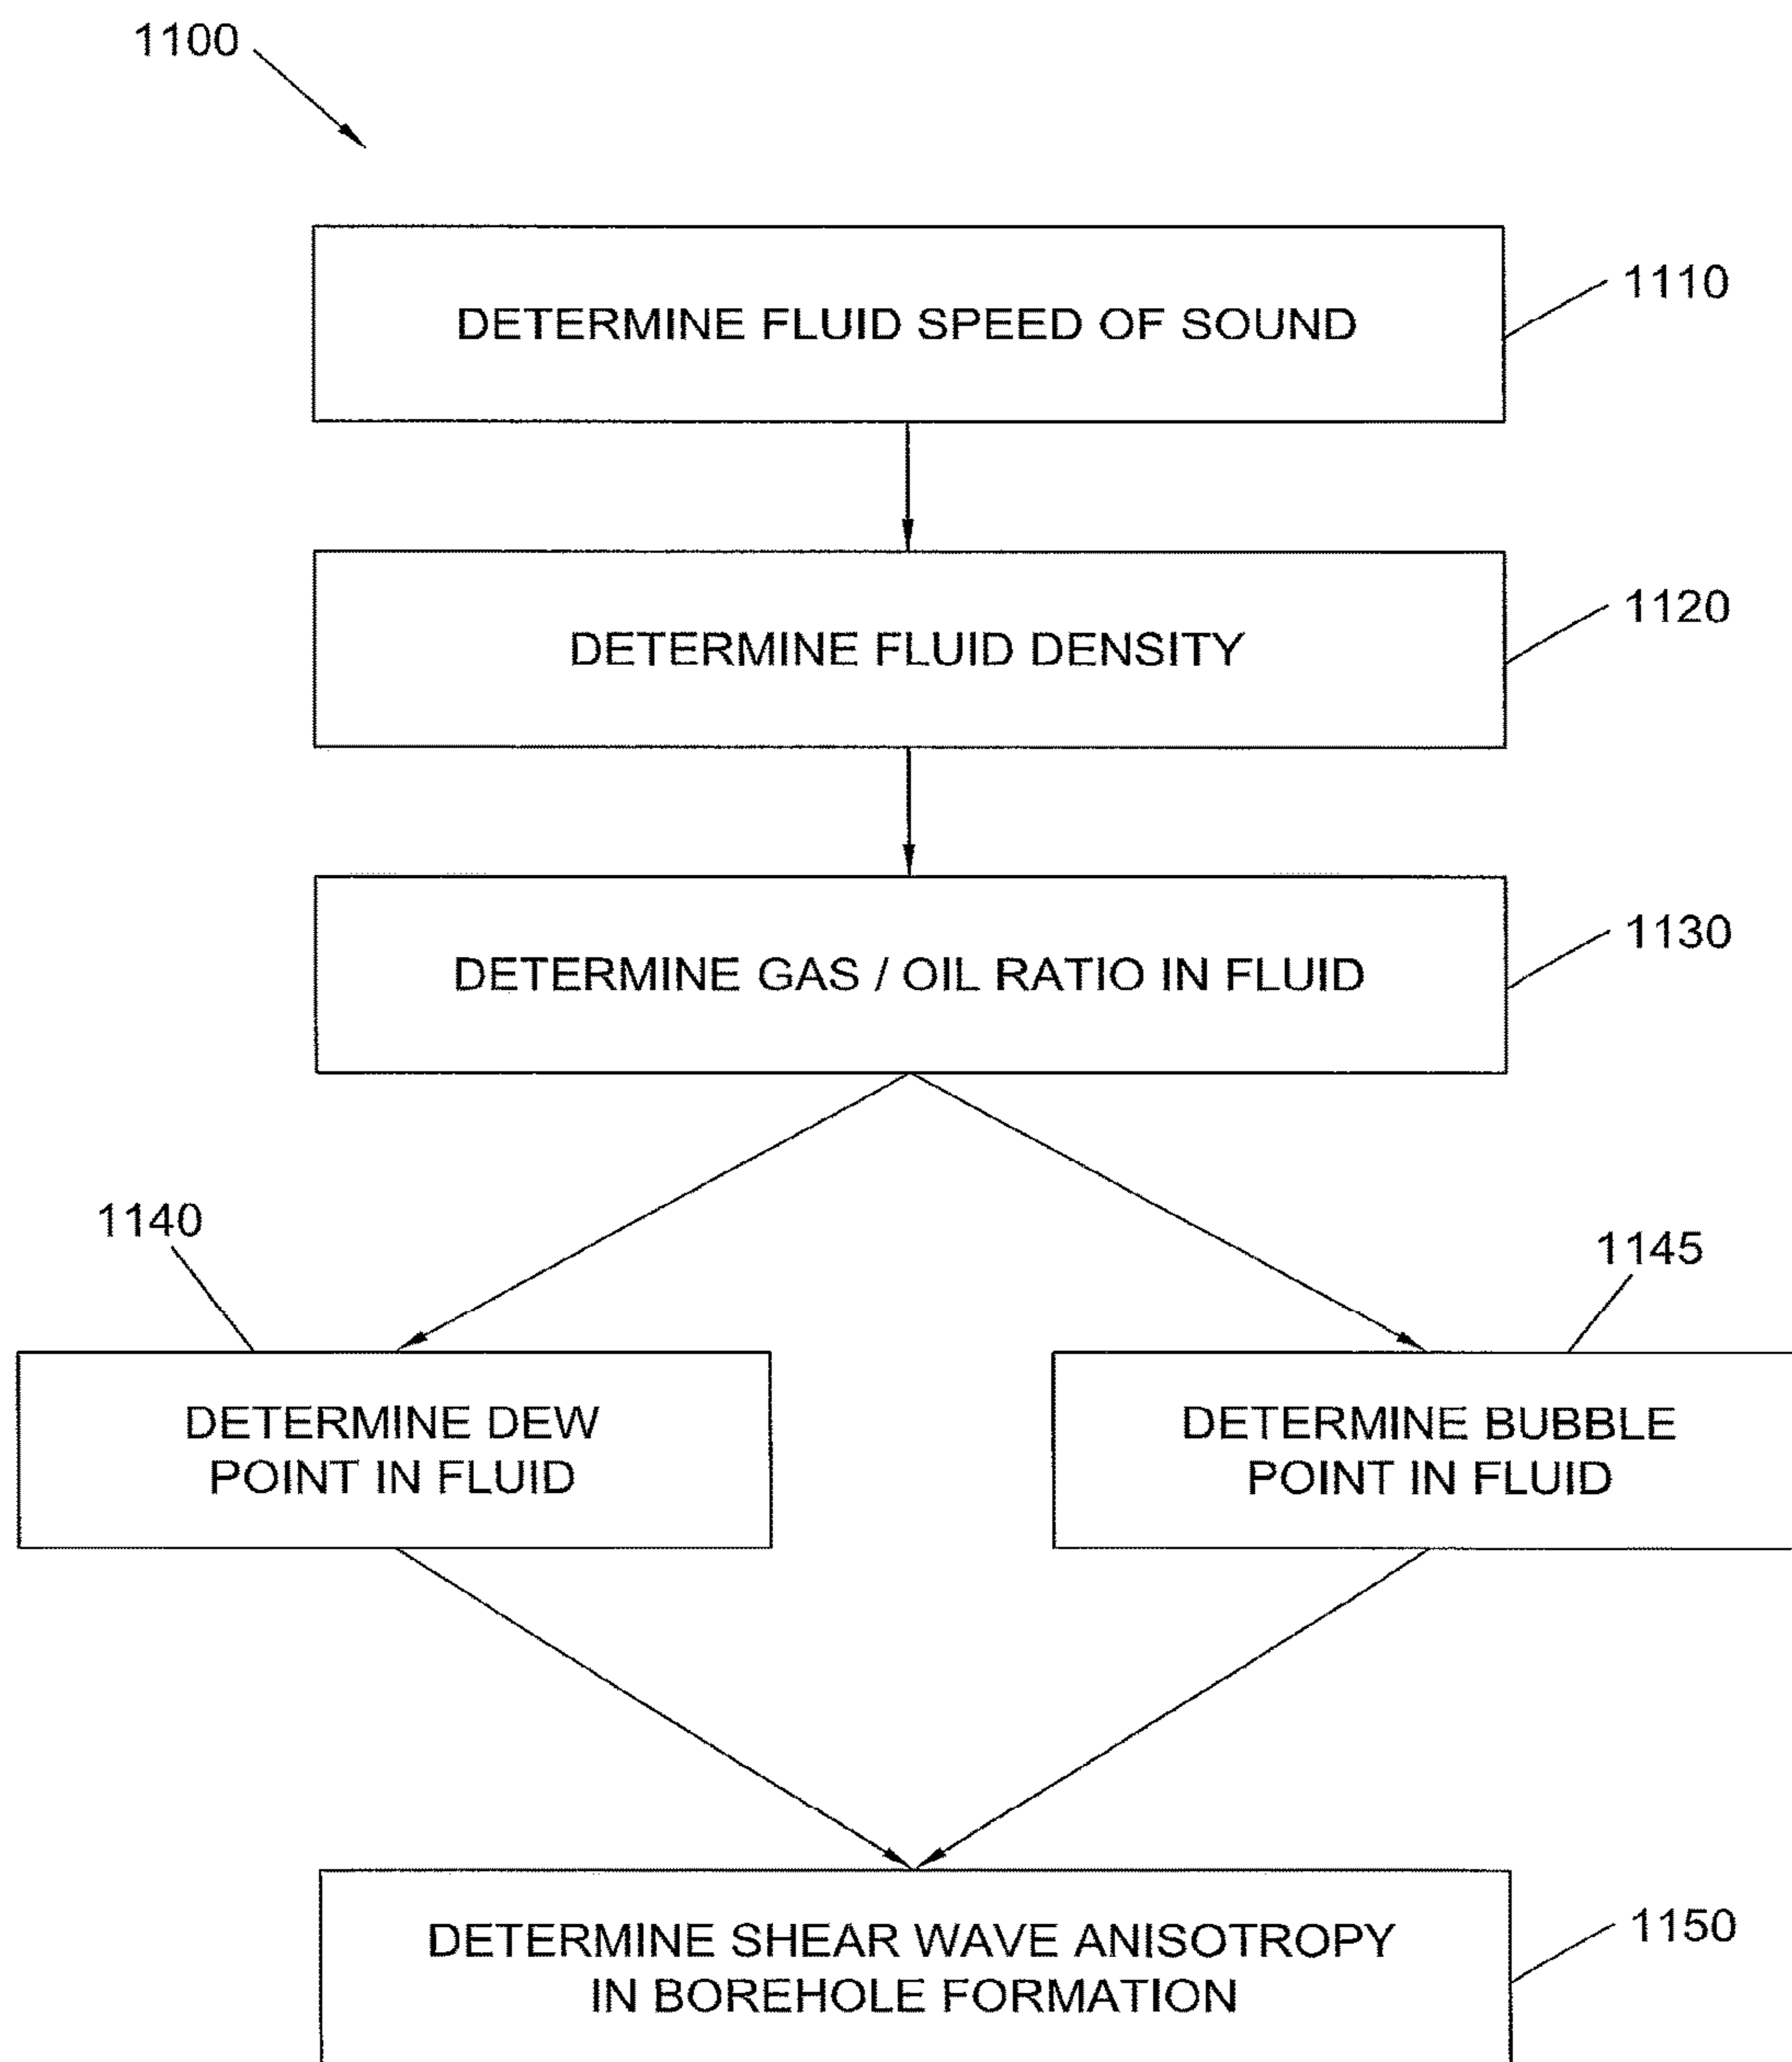 1100
DETERMINE FLUID SPEED OF SOUND
1110
DETERMINE FLUID DENSITY
1120
DETERMINE GAS / OIL RATIO IN FLUID
1130
1140
1145
DETERMINE DEW
POINT IN FLUID
DETERMINE BUBBLE
POINT IN FLUID
DETERMINE SHEAR WAVE ANISOTROPY
IN BOREHOLE FORMATION
1150